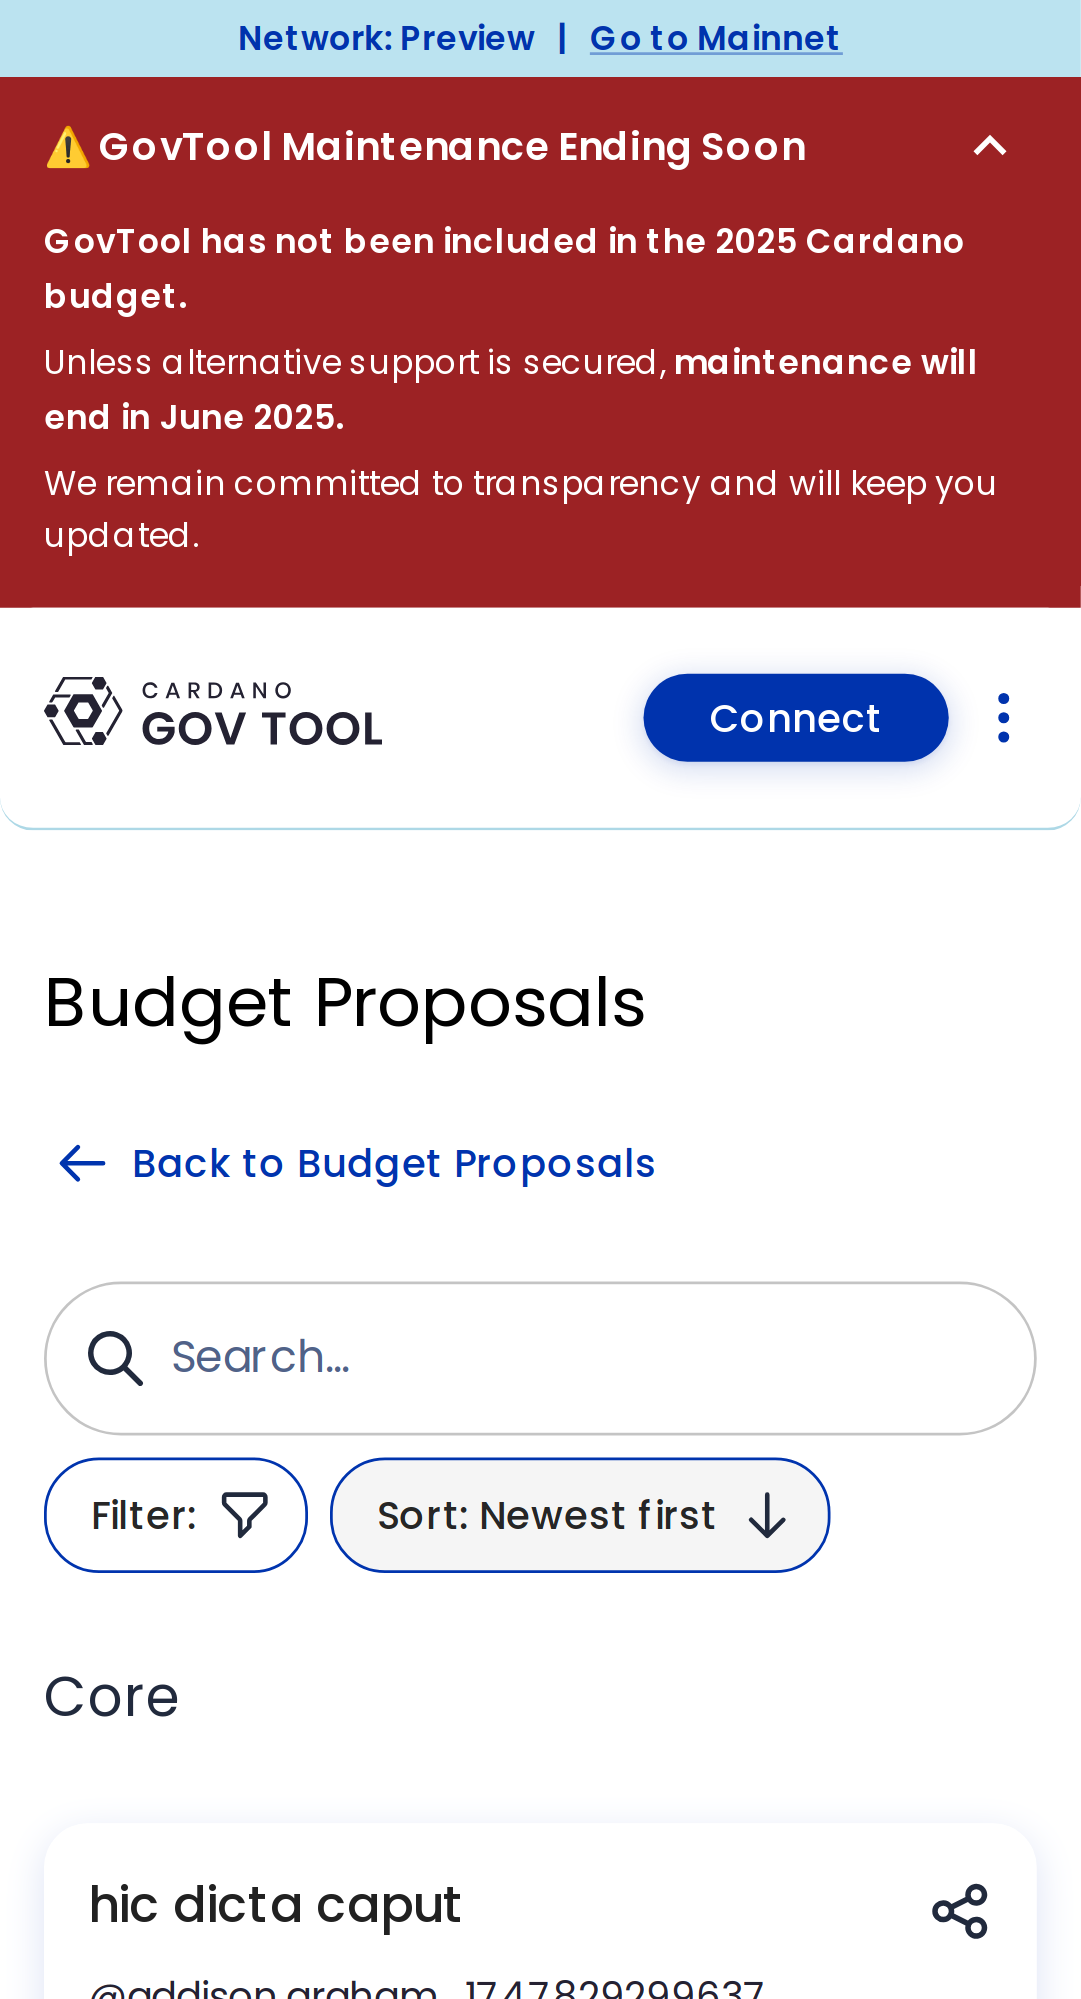 Network: Preview | Go to Mainnet
⚠️ GovTool Maintenance Ending Soon
GovTool has not been included in the 2025 Cardano
budget.
Unless alternative support is secured, maintenance will
end in June 2025.
We remain committed to transparency and will keep you
updated.
CARDANO
GOV TOOL
Connect
Budget Proposals
Back to Budget Proposals
Search...
Filter:
Sort: Newest first
Core
hic dicta caput
@addison.graham_1747829299637